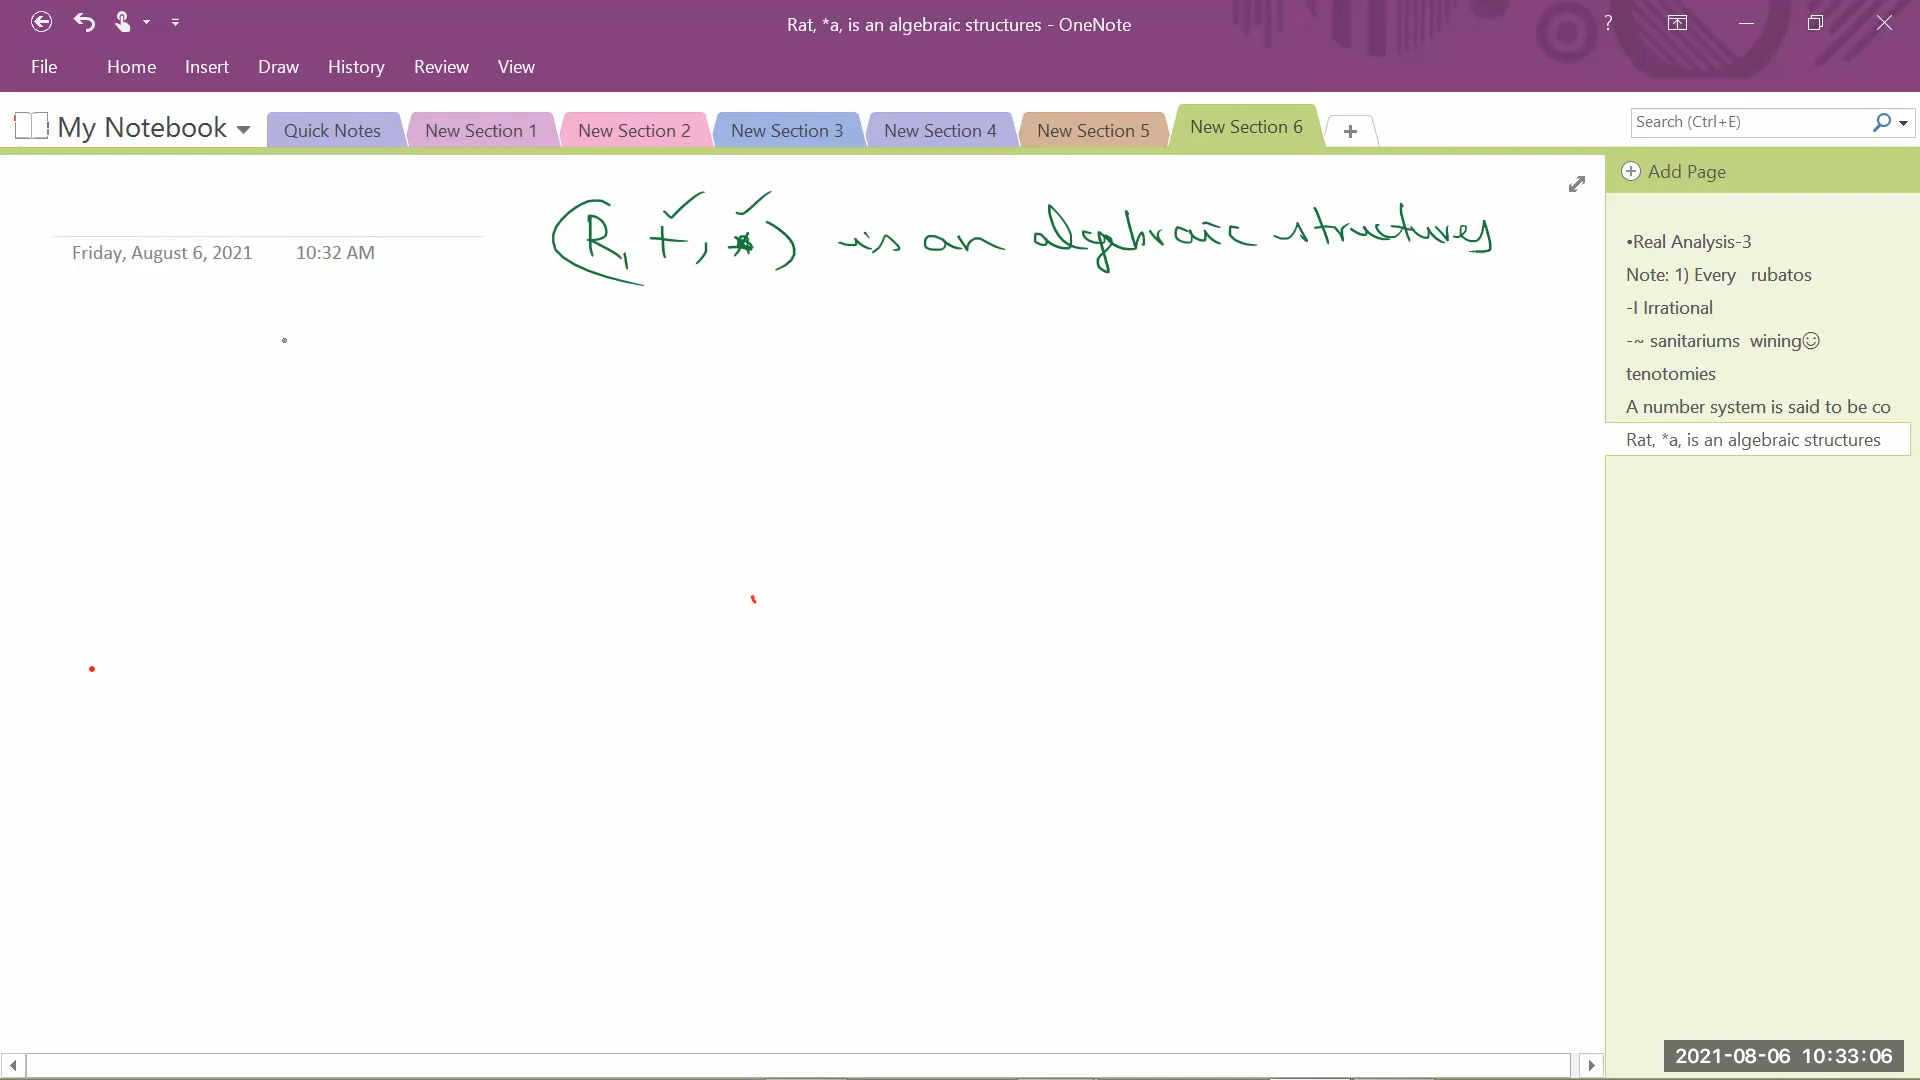 Rat, *a, is an algebraic structures - OneNote
?
File Home Insert Draw History Review View
My Notebook
Quick Notes New Section 1 New Section 2 New Section 3 New Section 4 New Section 5 New Section 6 +
Search (Ctrl+E)
Add Page
(R, +, *) is an algebraic structures
Friday, August 6, 2021 10:32 AM
•Real Analysis-3
Note: 1) Every rubatos
-I Irrational
-~ sanitariums wining☺
tenotomies
A number system is said to be co
Rat, *a, is an algebraic structures
2021-08-06 10:33:06